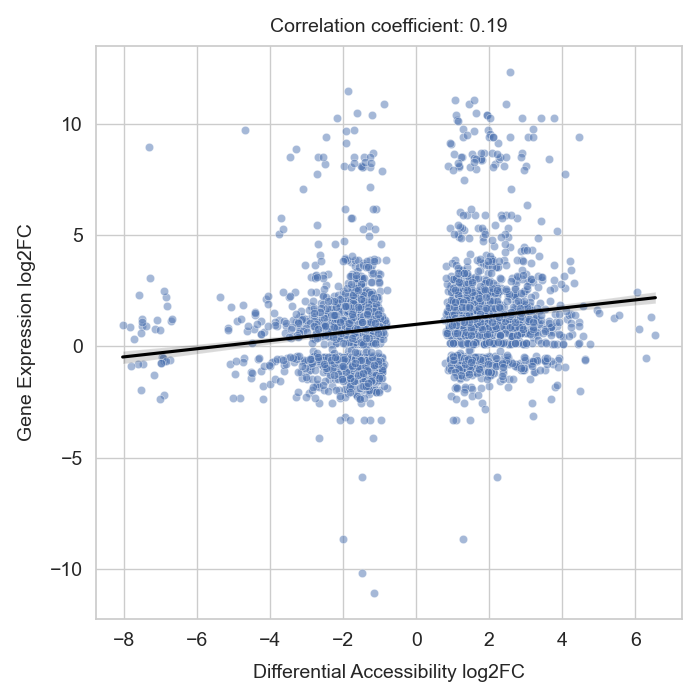 Correlation coefficient: 0.19
10
5
0
−5
−10
Gene Expression log2FC
−8 −6 −4 −2 0 2 4 6
Differential Accessibility log2FC